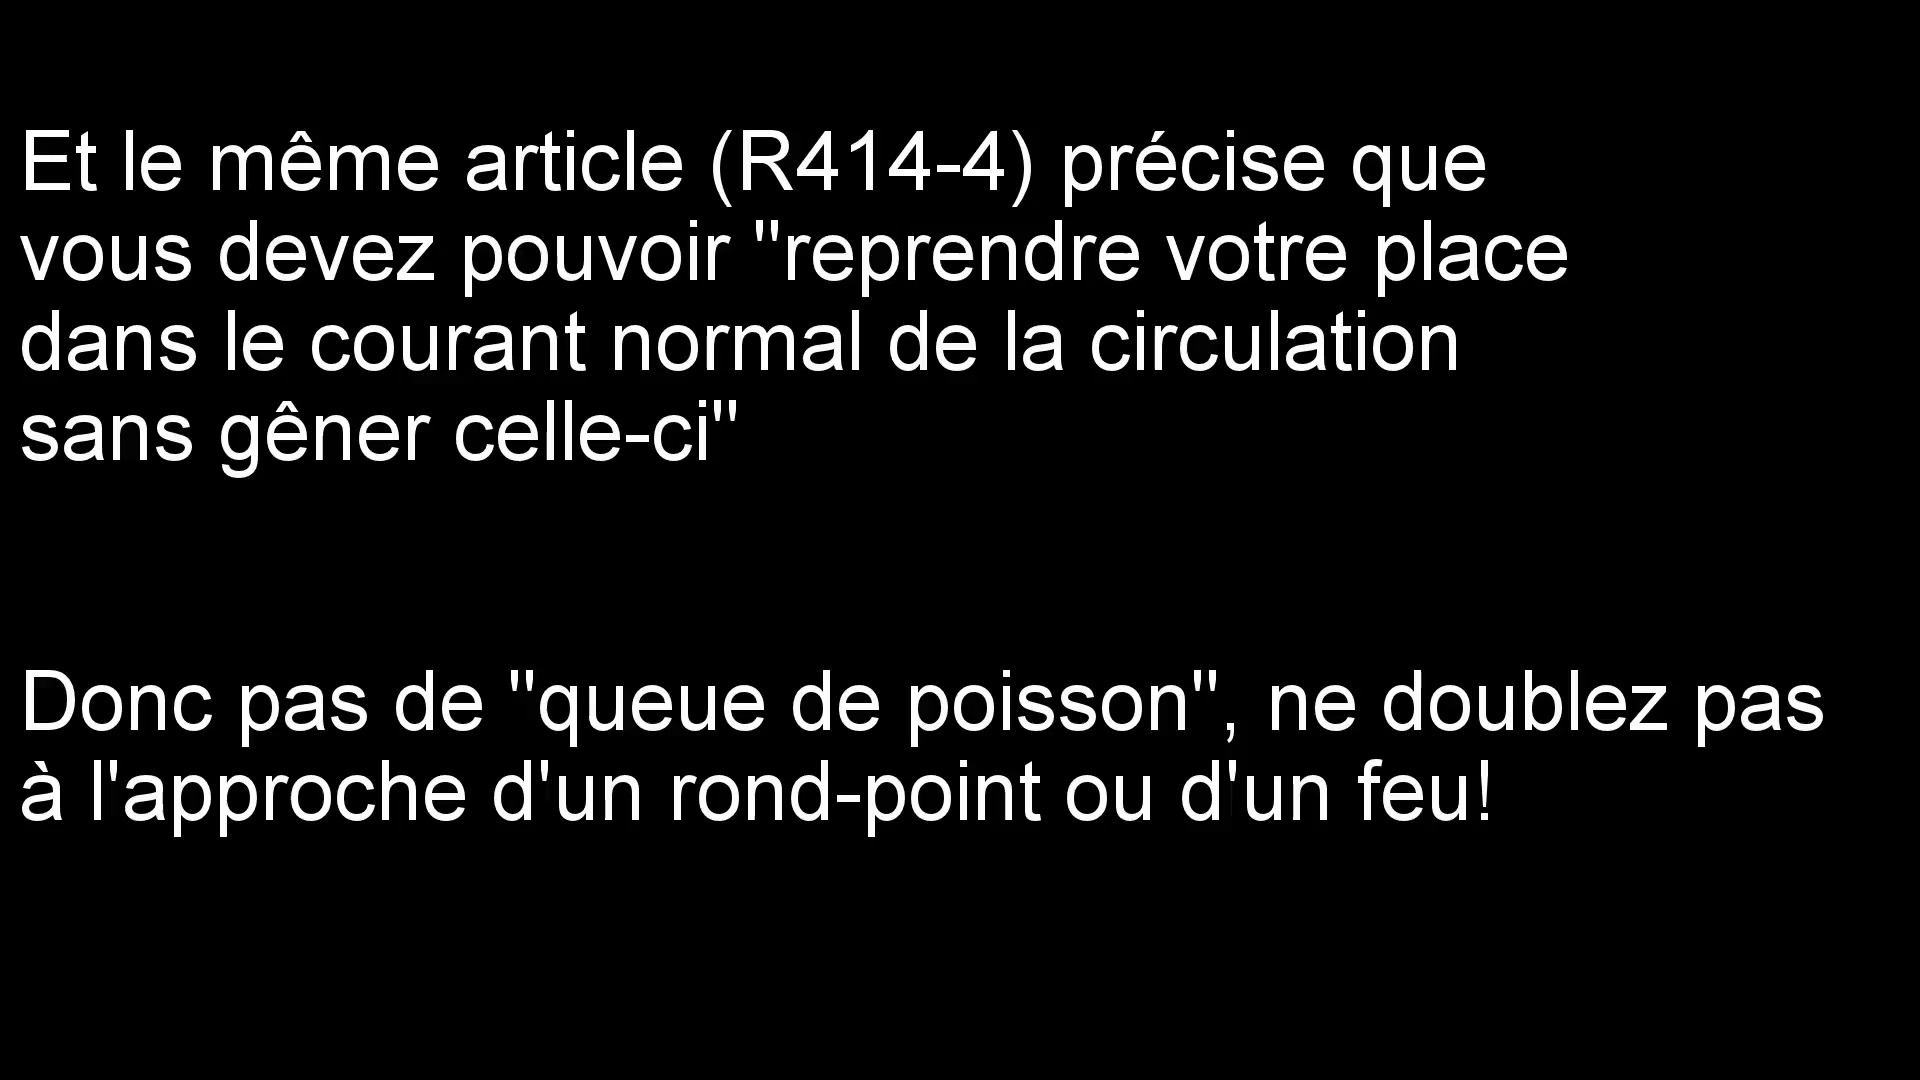 Et le même article (R414-4) précise que
vous devez pouvoir "reprendre votre place
dans le courant normal de la circulation
sans gêner celle-ci"
Donc pas de "queue de poisson", ne doublez pas
à l'approche d'un rond-point ou d'un feu!